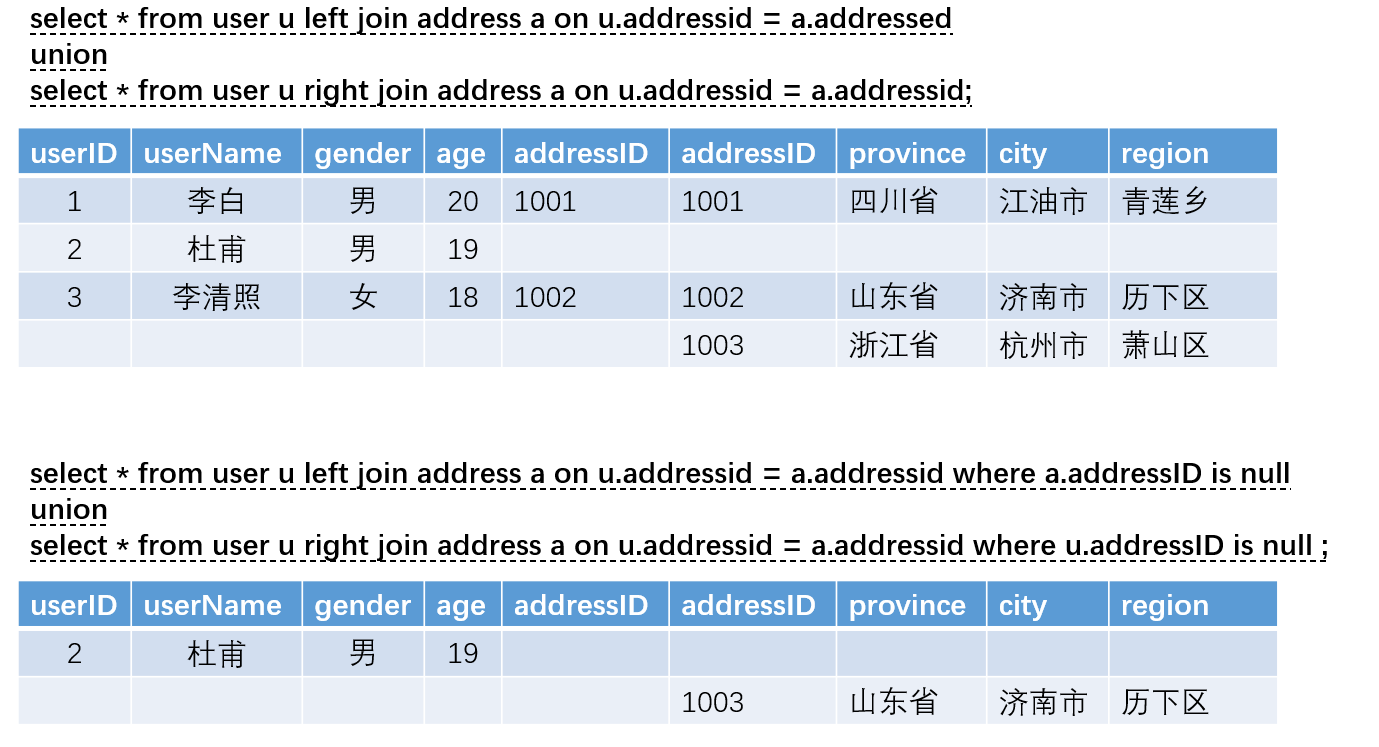 select * from user u left join address a on u.addressid = a.addressed
union
select * from user u right join address a on u.addressid = a.addressid;
userID userName gender age addressID addressID province city region
1 李白 男 20 1001 1001 四川省 江油市 青莲乡
2 杜甫 男 19
3 李清照 女 18 1002 1002 山东省 济南市 历下区
1003 浙江省 杭州市 萧山区
select * from user u left join address a on u.addressid = a.addressid where a.addressID is null
union
select * from user u right join address a on u.addressid = a.addressid where u.addressID is null ;
userID userName gender age addressID addressID province city region
2 杜甫 男 19
1003 山东省 济南市 历下区